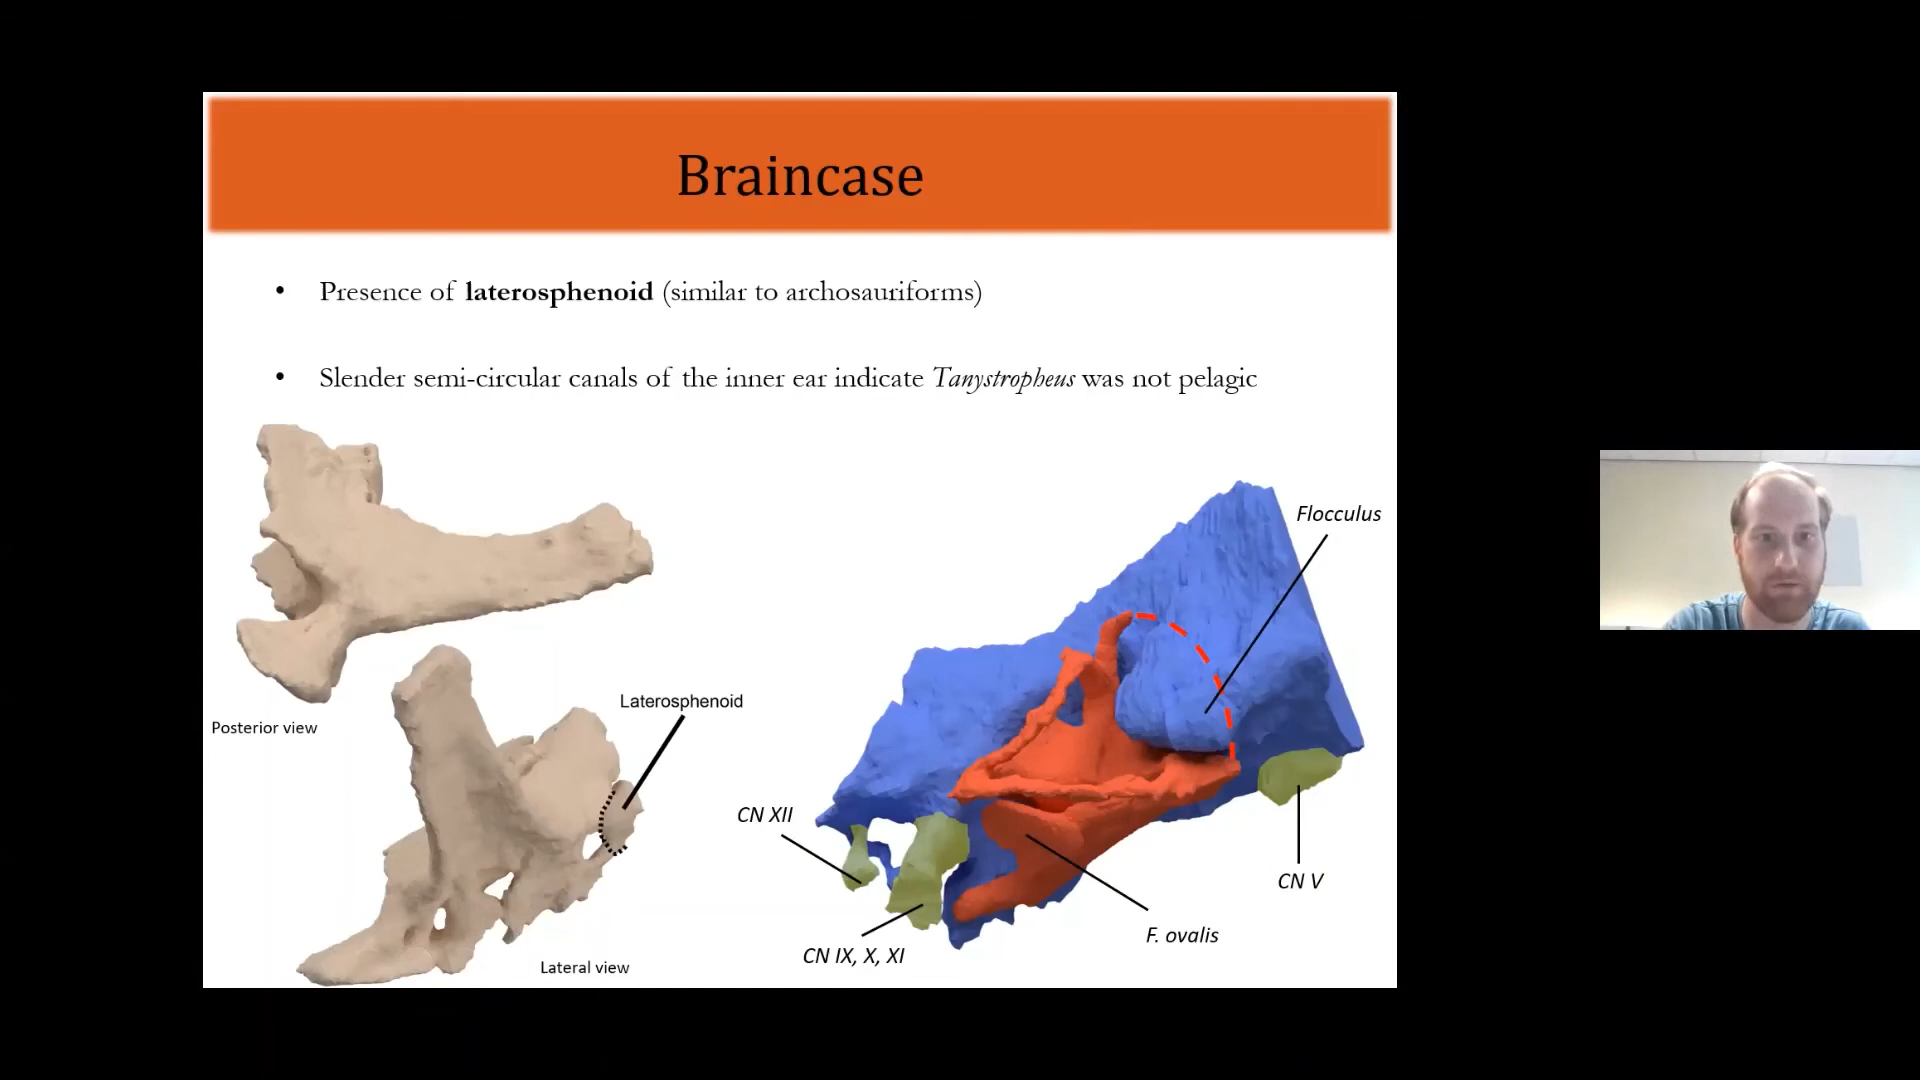 Braincase
• Presence of laterosphenoid (similar to archosauriforms)
• Slender semi-circular canals of the inner ear indicate Tanystropheus was not pelagic
Flocculus
Laterosphenoid
Posterior view
CN XII
CN V
F. ovalis
CN IX, X, XI
Lateral view